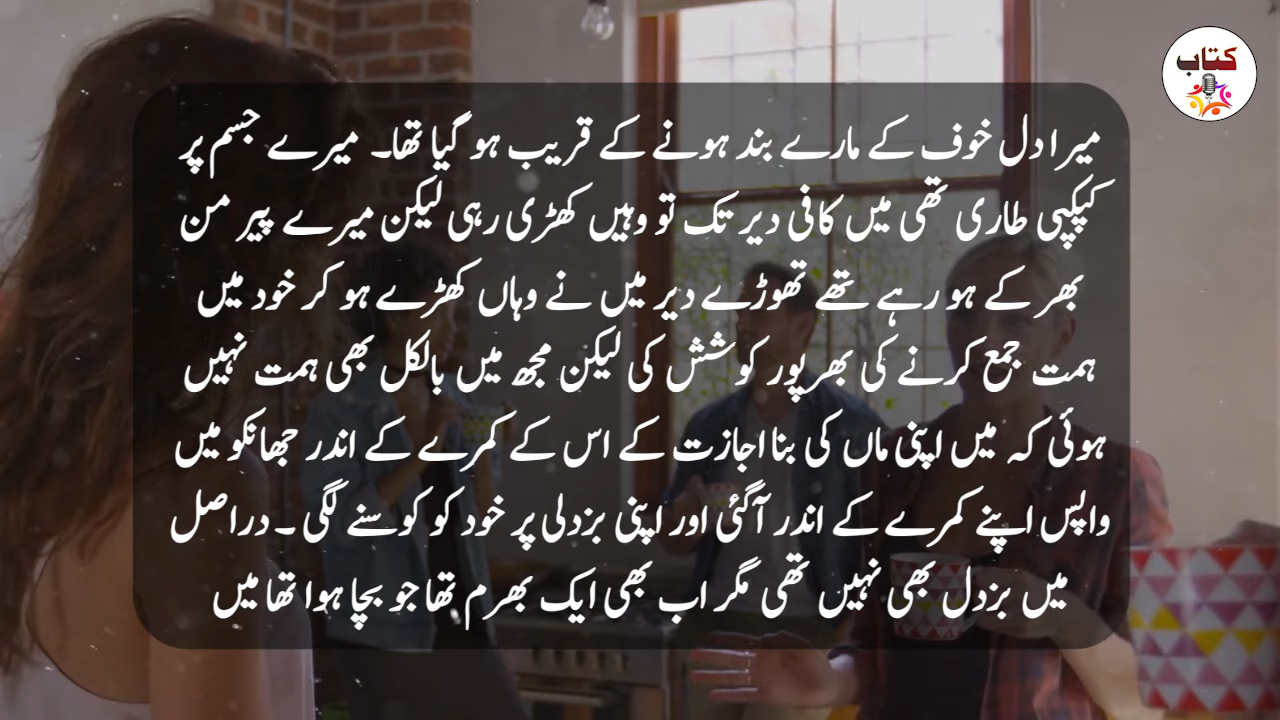 کتاب
میرا دل خوف کے مارے بند ہونے کے قریب ہو گیا تھا۔ میرے جسم پر
کپکپی طاری تھی میں کافی دیر تک تو وہیں کھڑی رہی لیکن میرے پیر من
بھر کے ہو رہے تھے تھوڑے دیر میں نے وہاں کھڑے ہو کر خود میں
ہمت جمع کرنے کی بھرپور کوشش کی لیکن مجھ میں بالکل بھی ہمت نہیں
ہوئی کہ میں اپنی ماں کی بنا اجازت کے اس کے کمرے کے اندر جھانکو میں
واپس اپنے کمرے کے اندر آگئی اور اپنی بزدلی پر خود کو کوسنے لگی ۔ دراصل
میں بزدل بھی نہیں تھی مگر اب بھی ایک بھرم تھا جو بچا ہوا تھا میں